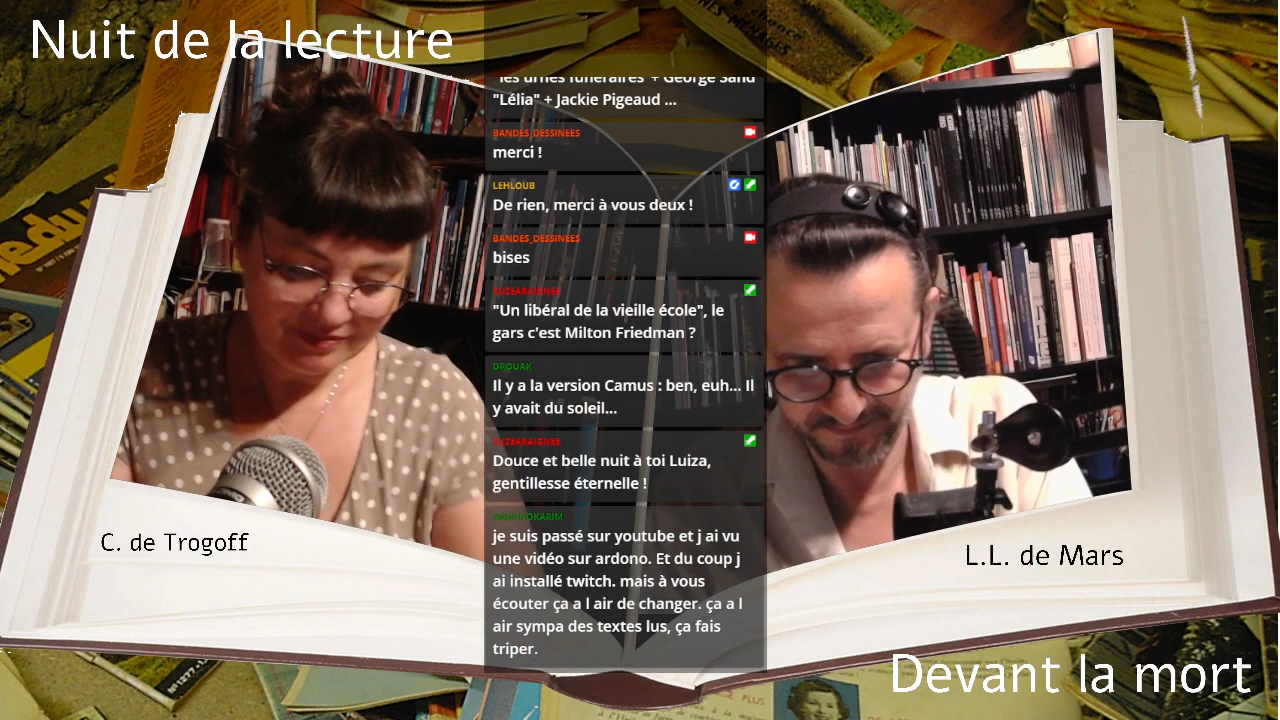 Nuit de la lecture
les urnes funéraires" + George Sand
"Lélia" + Jackie Pigeaud ...
BANDES_DESSINEES
merci !
LEHLOUB
De rien, merci à vous deux !
BANDES_DESSINEES
bises
"Un libéral de la vieille école", le
gars c'est Milton Friedman ?
DROUAK
Il y a la version Camus : ben, euh... Il
y avait du soleil...
Douce et belle nuit à toi Luiza,
gentillesse éternelle !
je suis passé sur youtube et j ai vu
une vidéo sur ardono. Et du coup j
ai installé twitch. mais à vous
écouter ça a l air de changer. ça a l
air sympa des textes lus, ça fais
triper.
C. de Trogoff
L.L. de Mars
Devant la mort